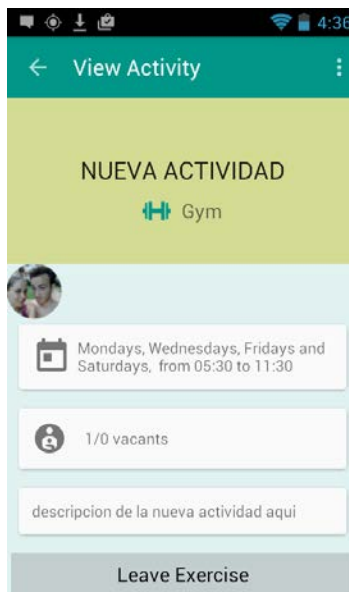 4:36
View Activity
NUEVA ACTIVIDAD
Gym
Mondays, Wednesdays, Fridays and
Saturdays, from 05:30 to 11:30
1/0 vacants
descripcion de la nueva actividad aqui
Leave Exercise